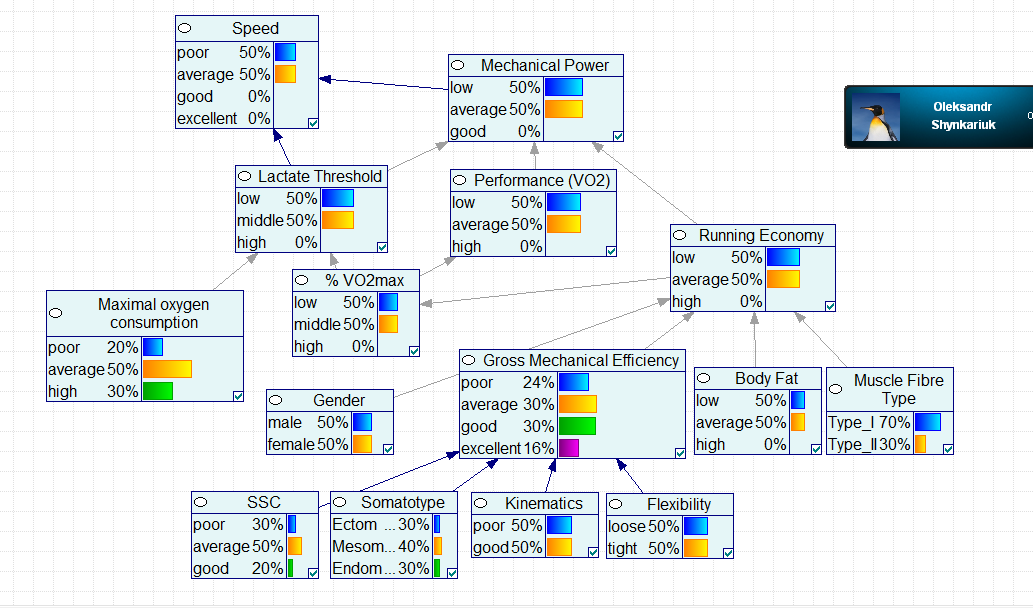 Speed
poor 50%
average 50%
good 0%
excellent 0%
Mechanical Power
low 50%
average 50%
good 0%
Oleksandr
Shynkariuk
Lactate Threshold
low 50%
middle 50%
high 0%
Performance (VO2)
low 50%
average 50%
high 0%
Running Economy
low 50%
average 50%
high 0%
% VO2max
low 50%
middle 50%
high 0%
Maximal oxygen
consumption
poor 20%
average 50%
high 30%
Gross Mechanical Efficiency
poor 24%
average 30%
good 30%
excellent 16%
Gender
male 50%
female 50%
Body Fat
low 50%
average 50%
high 0%
Muscle Fibre
Type
Type_I 70%
Type_II 30%
SSC
poor 30%
average 50%
good 20%
Somatotype
Ectom ... 30%
Mesom... 40%
Endom... 30%
Kinematics
poor 50%
good 50%
Flexibility
loose 50%
tight 50%